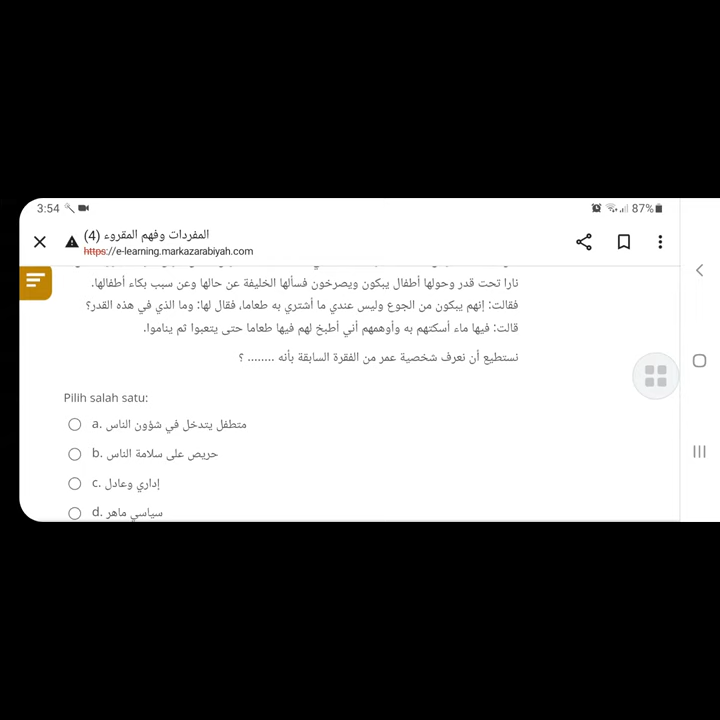 3:54 87%
المفردات وفهم المقروء (4)
https://e-learning.markazarabiyah.com
نارا تحت قدر وحولها أطفال يبكون ويصرخون فسألها الخليفة عن حالها وعن سبب بكاء أطفالها.
فقالت: إنهم يبكون من الجوع وليس عندي ما أشتري به طعاما، فقال لها: وما الذي في هذه القدر؟
قالت: فيها ماء أسكتهم به وأوهمهم أني أطبخ لهم فيها طعاما حتى يتعبوا ثم يناموا.
نستطيع أن نعرف شخصية عمر من الفقرة السابقة بأنه ........ ؟
Pilih salah satu:
a. متطفل يتدخل في شؤون الناس
b. حريص على سلامة الناس
c. إداري وعادل
d. سياسي ماهر